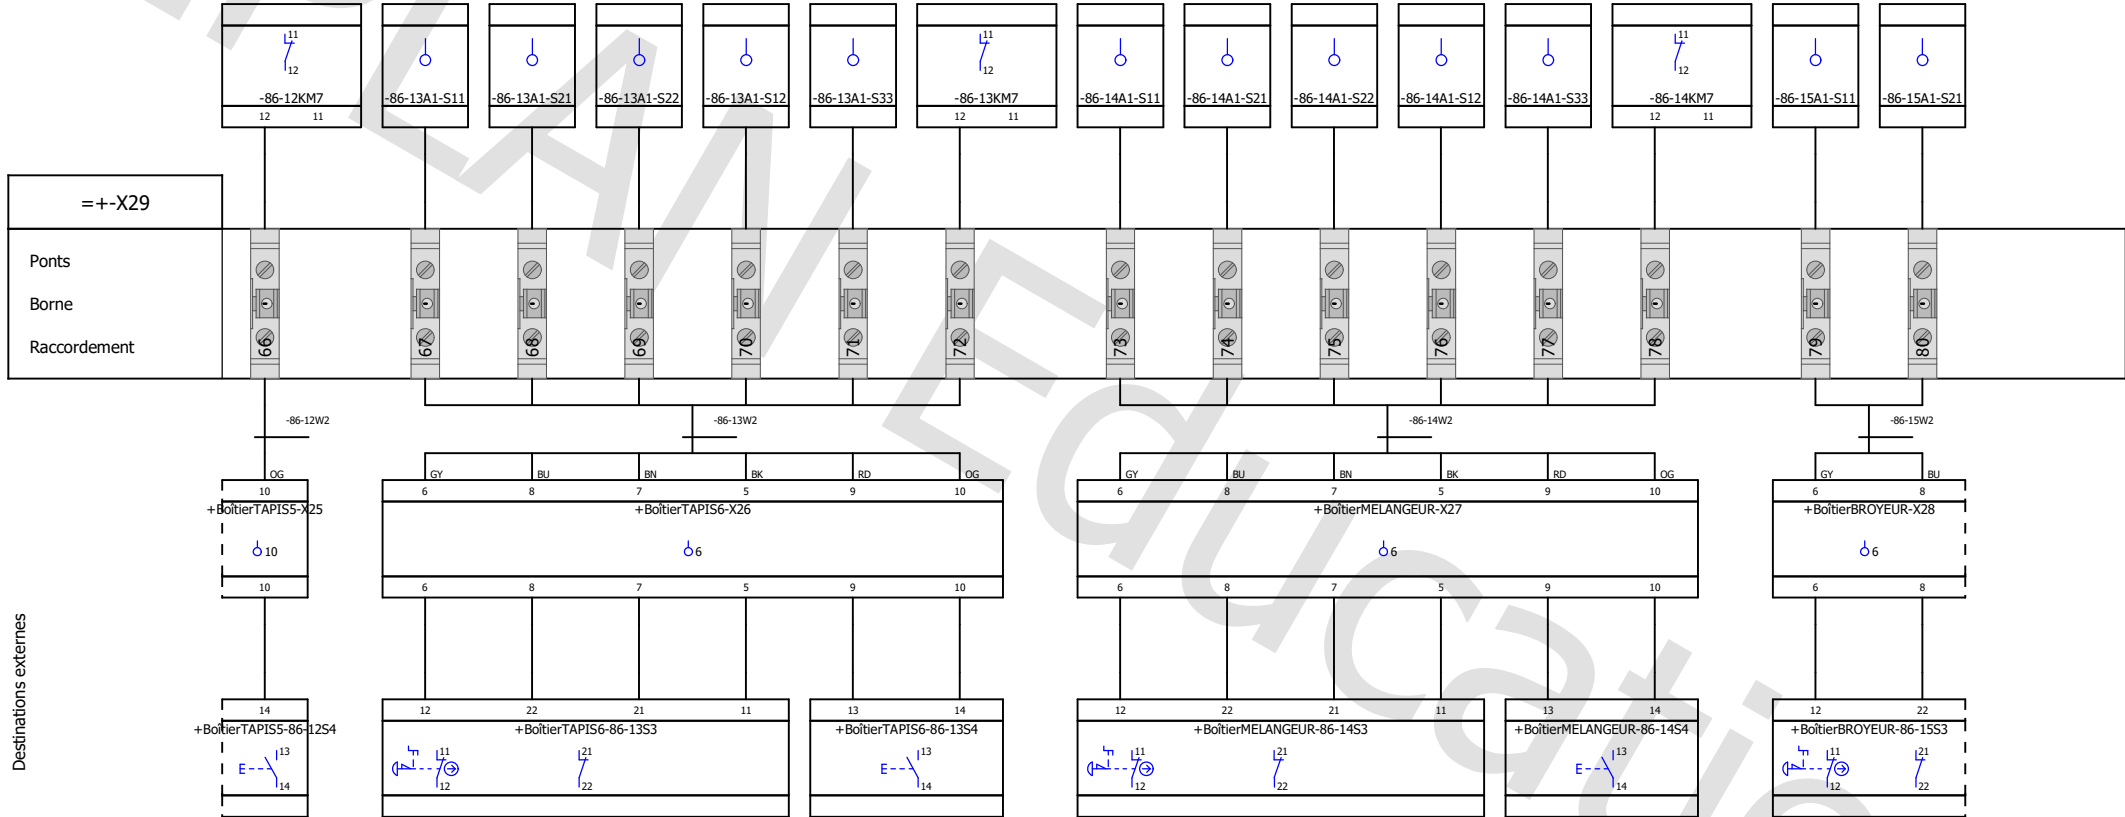 11 11 11
12 12 12
-86-12KM7 -86-13A1-S11 -86-13A1-S21 -86-13A1-S22 -86-13A1-S12 -86-13A1-S33 -86-13KM7 -86-14A1-S11 -86-14A1-S21 -86-14A1-S22 -86-14A1-S12 -86-14A1-S33 -86-14KM7 -86-15A1-S11 -86-15A1-S21
12 11 12 11 12 11
=+-X29
Ponts
Borne
Raccordement
66 67 68 69 70 71 72 73 74 75 76 77 78 79 80
-86-12W2 -86-13W2 -86-14W2 -86-15W2
OG GY BU BN BK RD OG GY BU BN BK RD OG GY BU
10 6 8 7 5 9 10 6 8 7 5 9 10 6 8
+BoîtierTAPIS5-X25 +BoîtierTAPIS6-X26 +BoîtierMELANGEUR-X27 +BoîtierBROYEUR-X28
10 6 6 6
10 6 8 7 5 9 10 6 8 7 5 9 10 6 8
Destinations externes
14 12 22 21 11 13 14 12 22 21 11 13 14 12 22
+BoîtierTAPIS5-86-12S4 +BoîtierTAPIS6-86-13S3 +BoîtierTAPIS6-86-13S4 +BoîtierMELANGEUR-86-14S3 +BoîtierMELANGEUR-86-14S4 +BoîtierBROYEUR-86-15S3
13 11 21 13 11 21 13 11 21
14 12 22 14 12 22 14 12 22
PLAN Educatio